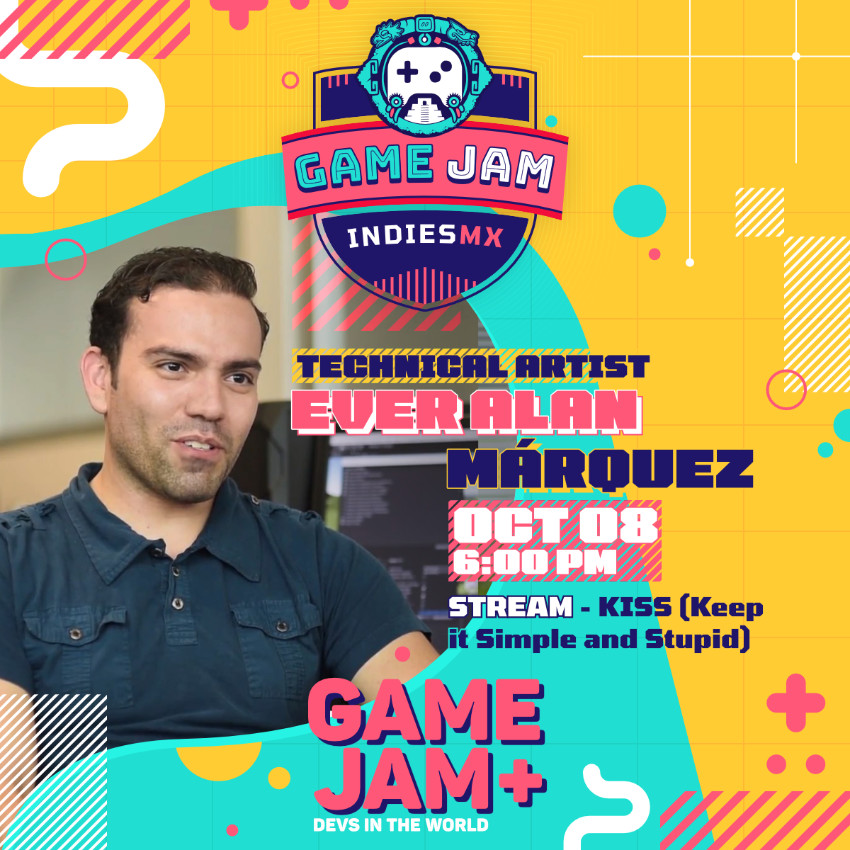 GAME JAM
INDIESMX
TECHNICAL ARTIST
EVER ALAN
MÁRQUEZ
OCT 08
6:00 PM
STREAM - KISS (Keep
it Simple and Stupid)
GAME
JAM+
DEVS IN THE WORLD